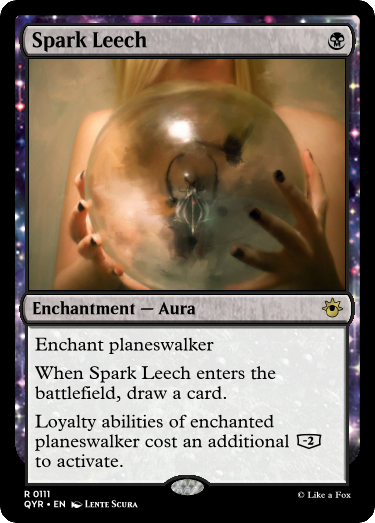 Spark Leech
Enchantment — Aura
Enchant planeswalker
When Spark Leech enters the
battlefield, draw a card.
Loyalty abilities of enchanted
planeswalker cost an additional -2
to activate.
R 0111
QYR • EN Lente Scura
© Like a Fox